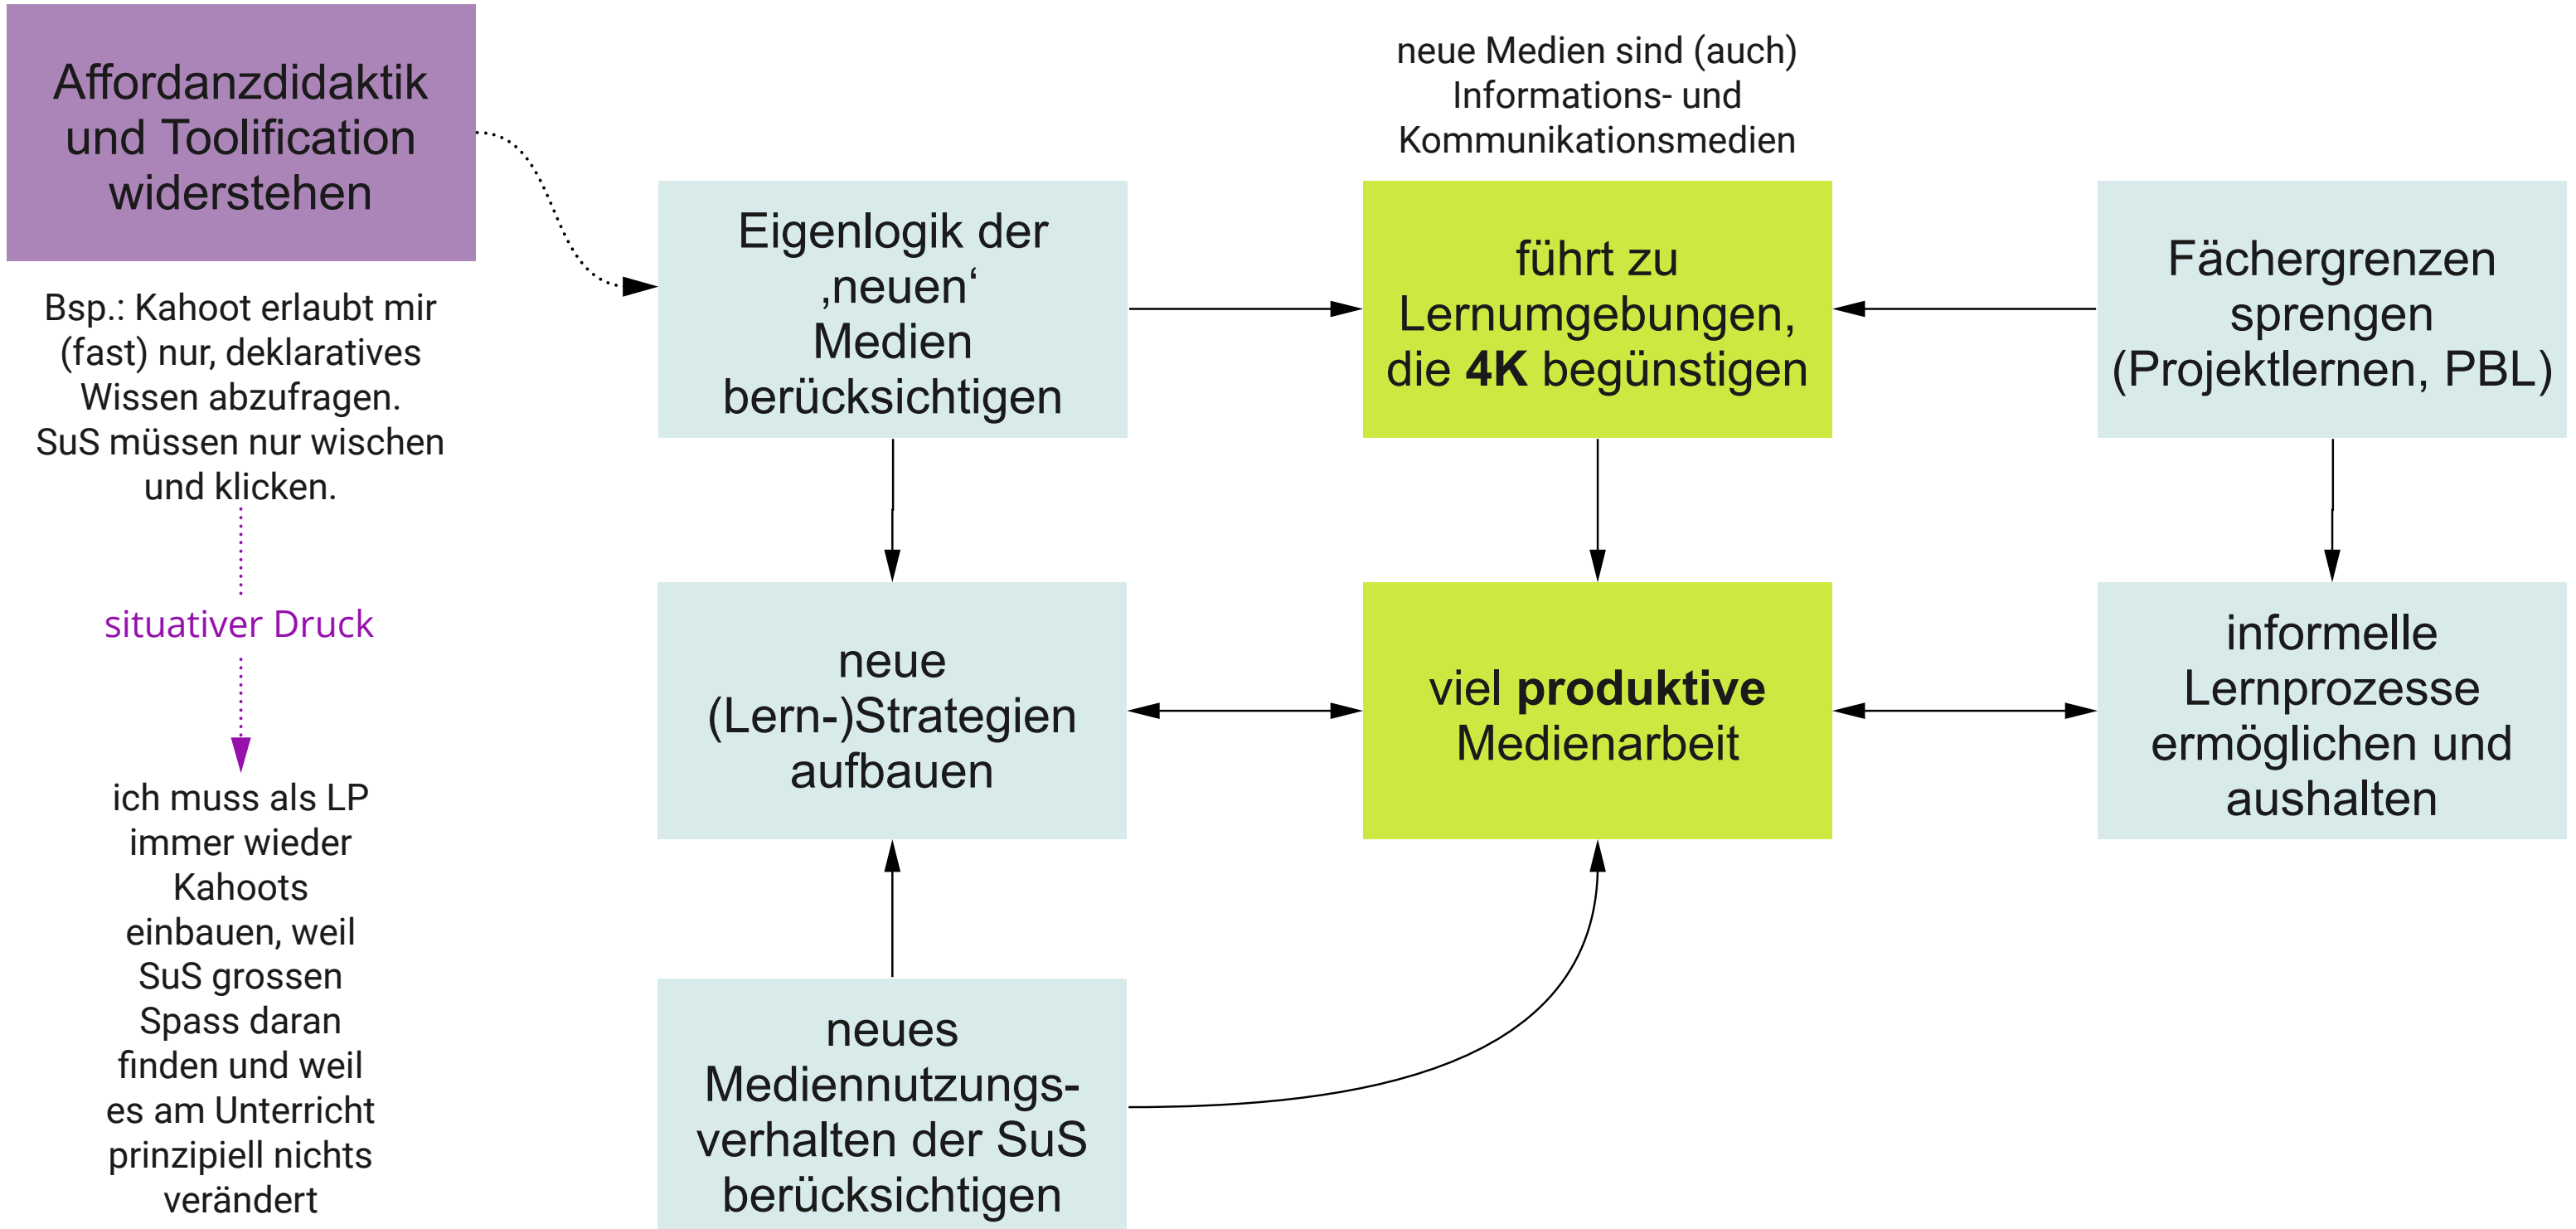 Affordanzdidaktik
und Toolification
widerstehen
Bsp.: Kahoot erlaubt mir
(fast) nur, deklaratives
Wissen abzufragen.
SuS müssen nur wischen
und klicken.
situativer Druck
ich muss als LP
immer wieder
Kahoots
einbauen, weil
SuS grossen
Spass daran
finden und weil
es am Unterricht
prinzipiell nichts
verändert
Eigenlogik der
‚neuen‘
Medien
berücksichtigen
neue Medien sind (auch)
Informations- und
Kommunikationsmedien
führt zu
Lernumgebungen,
die 4K begünstigen
Fächergrenzen
sprengen
(Projektlernen, PBL)
neue
(Lern-)Strategien
aufbauen
viel produktive
Medienarbeit
informelle
Lernprozesse
ermöglichen und
aushalten
neues
Mediennutzungs-
verhalten der SuS
berücksichtigen